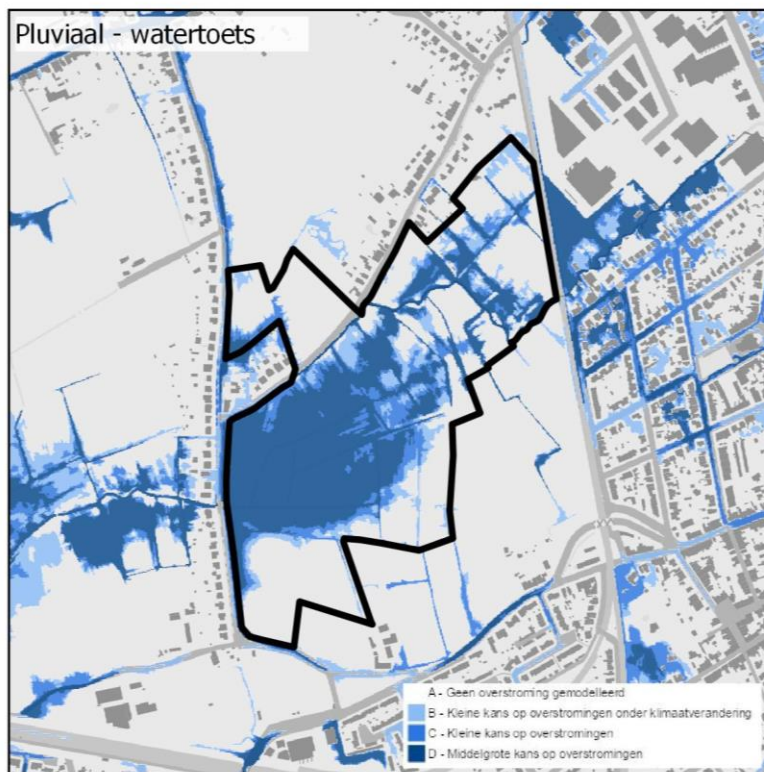 Pluviaal - watertoets
A - Geen overstroming gemodelleerd
B - Kleine kans op overstromingen onder klimaatverandering
C - Kleine kans op overstromingen
D - Middelgrote kans op overstromingen